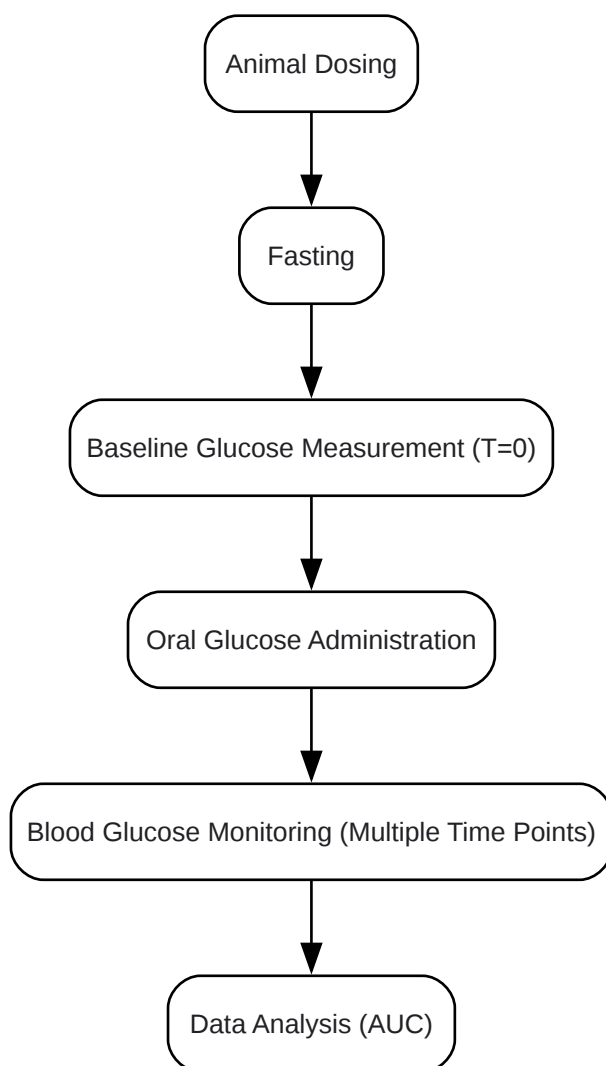 Animal Dosing
Fasting
Baseline Glucose Measurement (T=0)
Oral Glucose Administration
Blood Glucose Monitoring (Multiple Time Points)
Data Analysis (AUC)